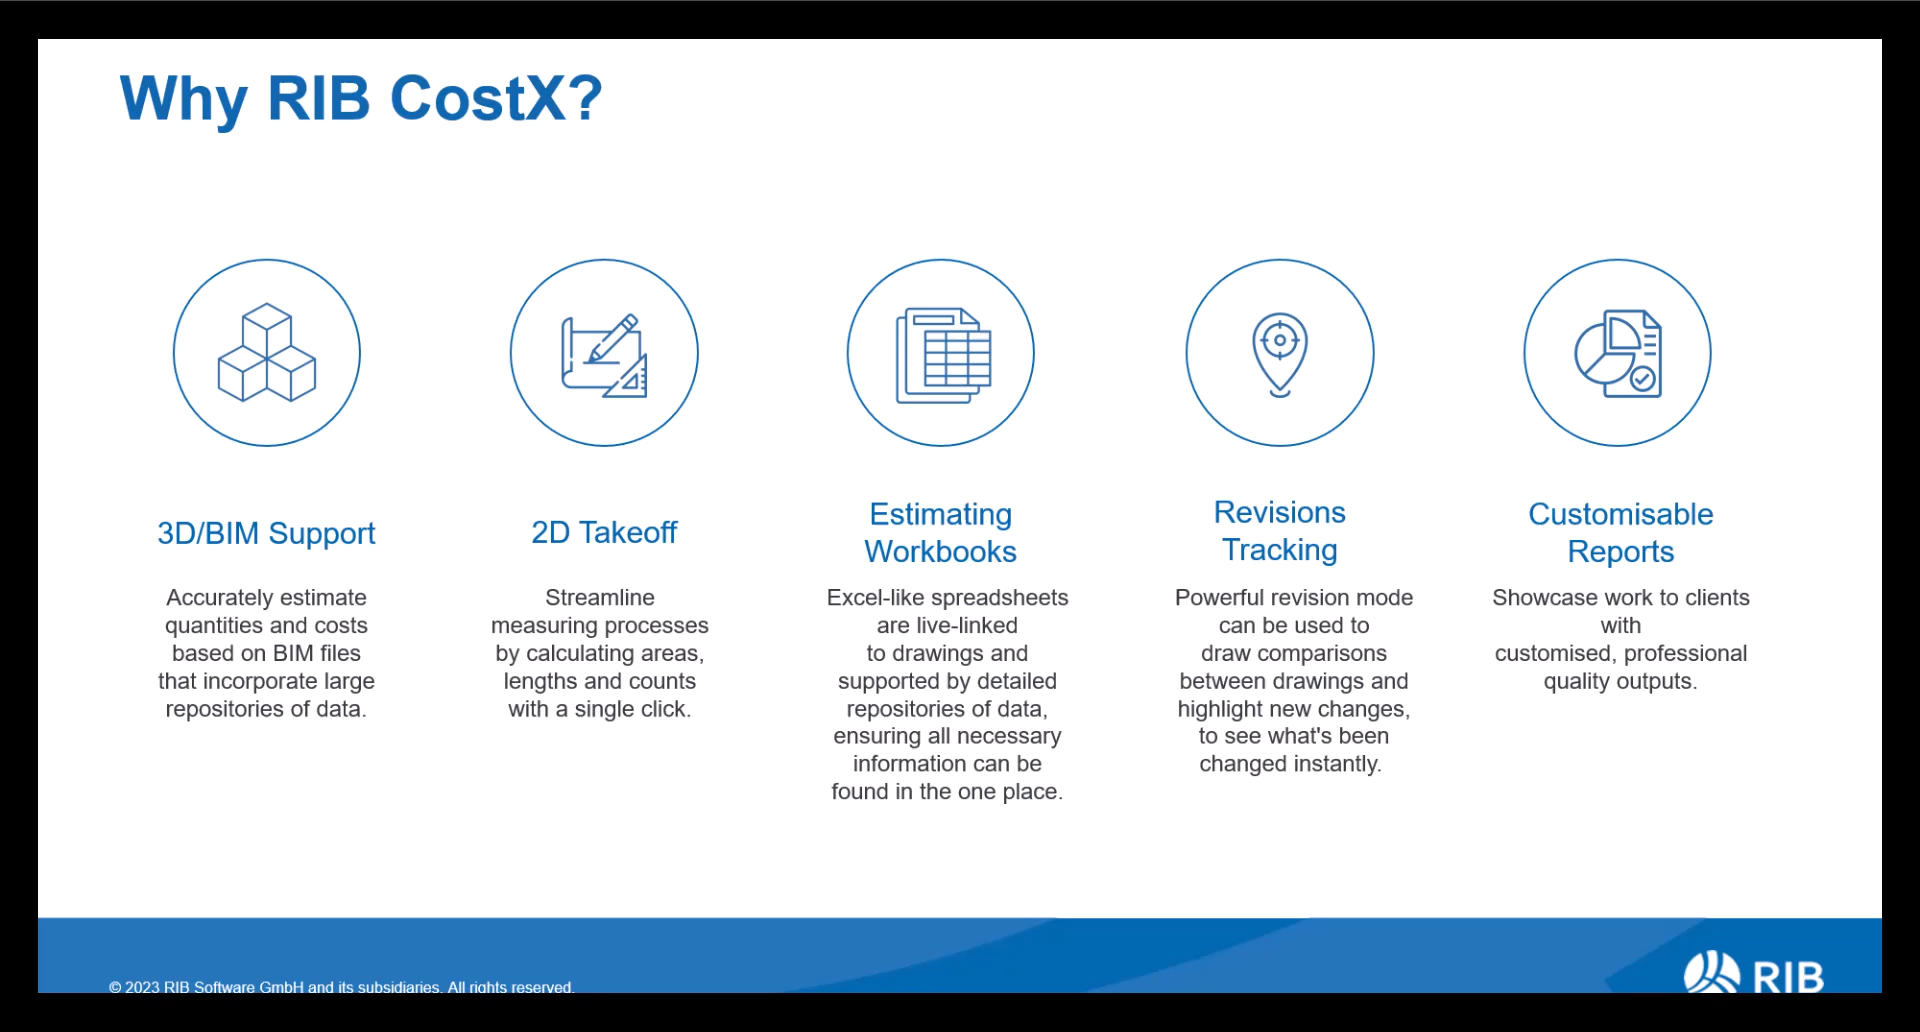 Why RIB CostX?
3D/BIM Support
Accurately estimate
quantities and costs
based on BIM files
that incorporate large
repositories of data.
2D Takeoff
Streamline
measuring processes
by calculating areas,
lengths and counts
with a single click.
Estimating
Workbooks
Excel-like spreadsheets
are live-linked
to drawings and
supported by detailed
repositories of data,
ensuring all necessary
information can be
found in the one place.
Revisions
Tracking
Powerful revision mode
can be used to
draw comparisons
between drawings and
highlight new changes,
to see what's been
changed instantly.
Customisable
Reports
Showcase work to clients
with
customised, professional
quality outputs.
© 2023 RIB Software GmbH and its subsidiaries. All rights reserved.
RIB